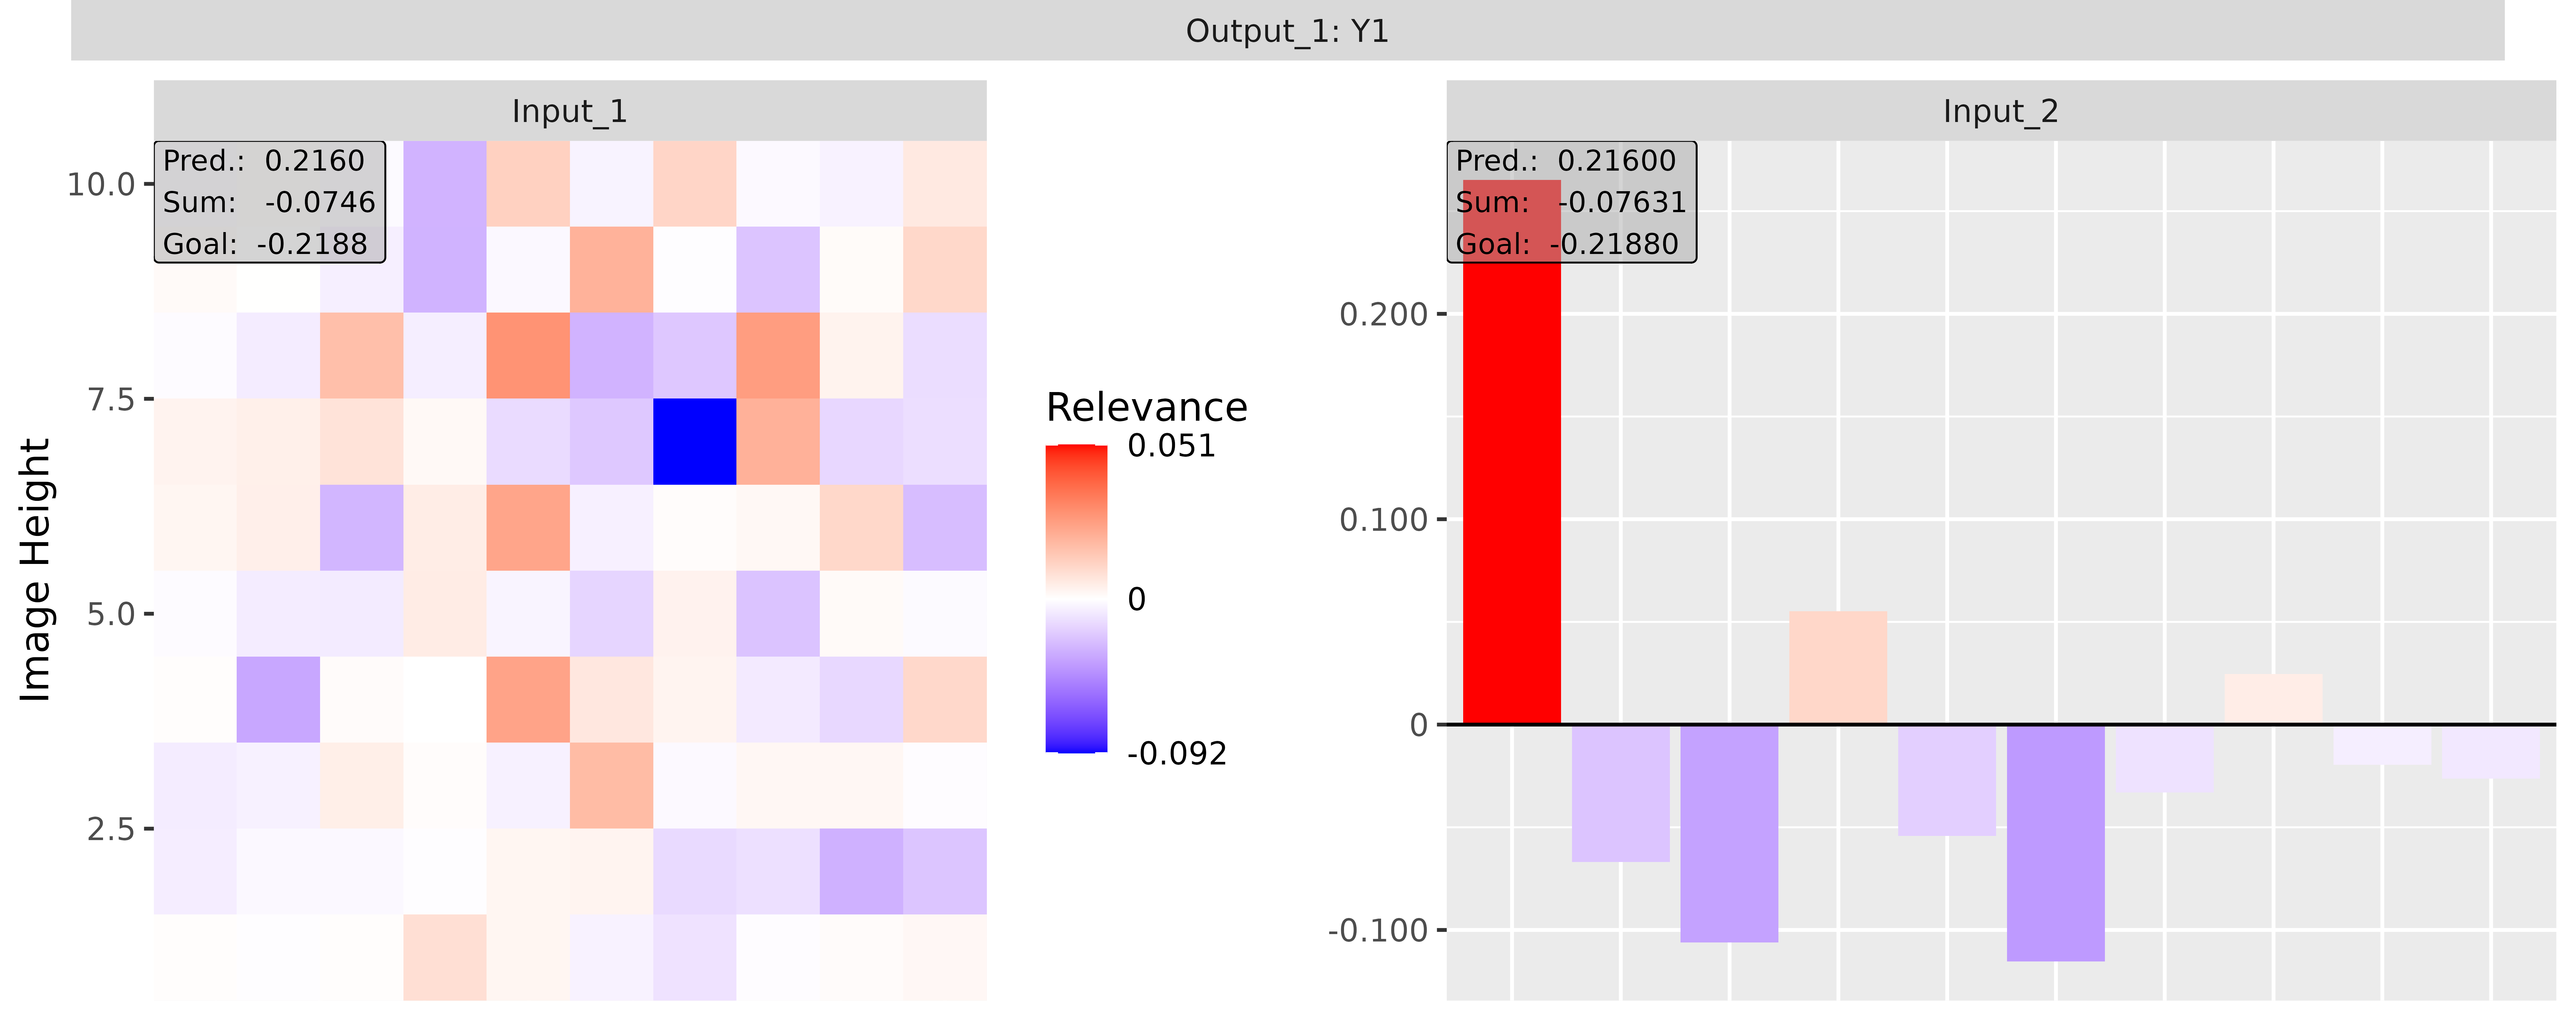 Output_1: Y1
Input_1
Pred.: 0.2160
Sum: -0.0746
Goal: -0.2188
10.0
7.5
5.0
2.5
Image Height
Relevance
0.051
0
-0.092
Input_2
Pred.: 0.21600
Sum: -0.07631
Goal: -0.21880
0.200
0.100
0
-0.100